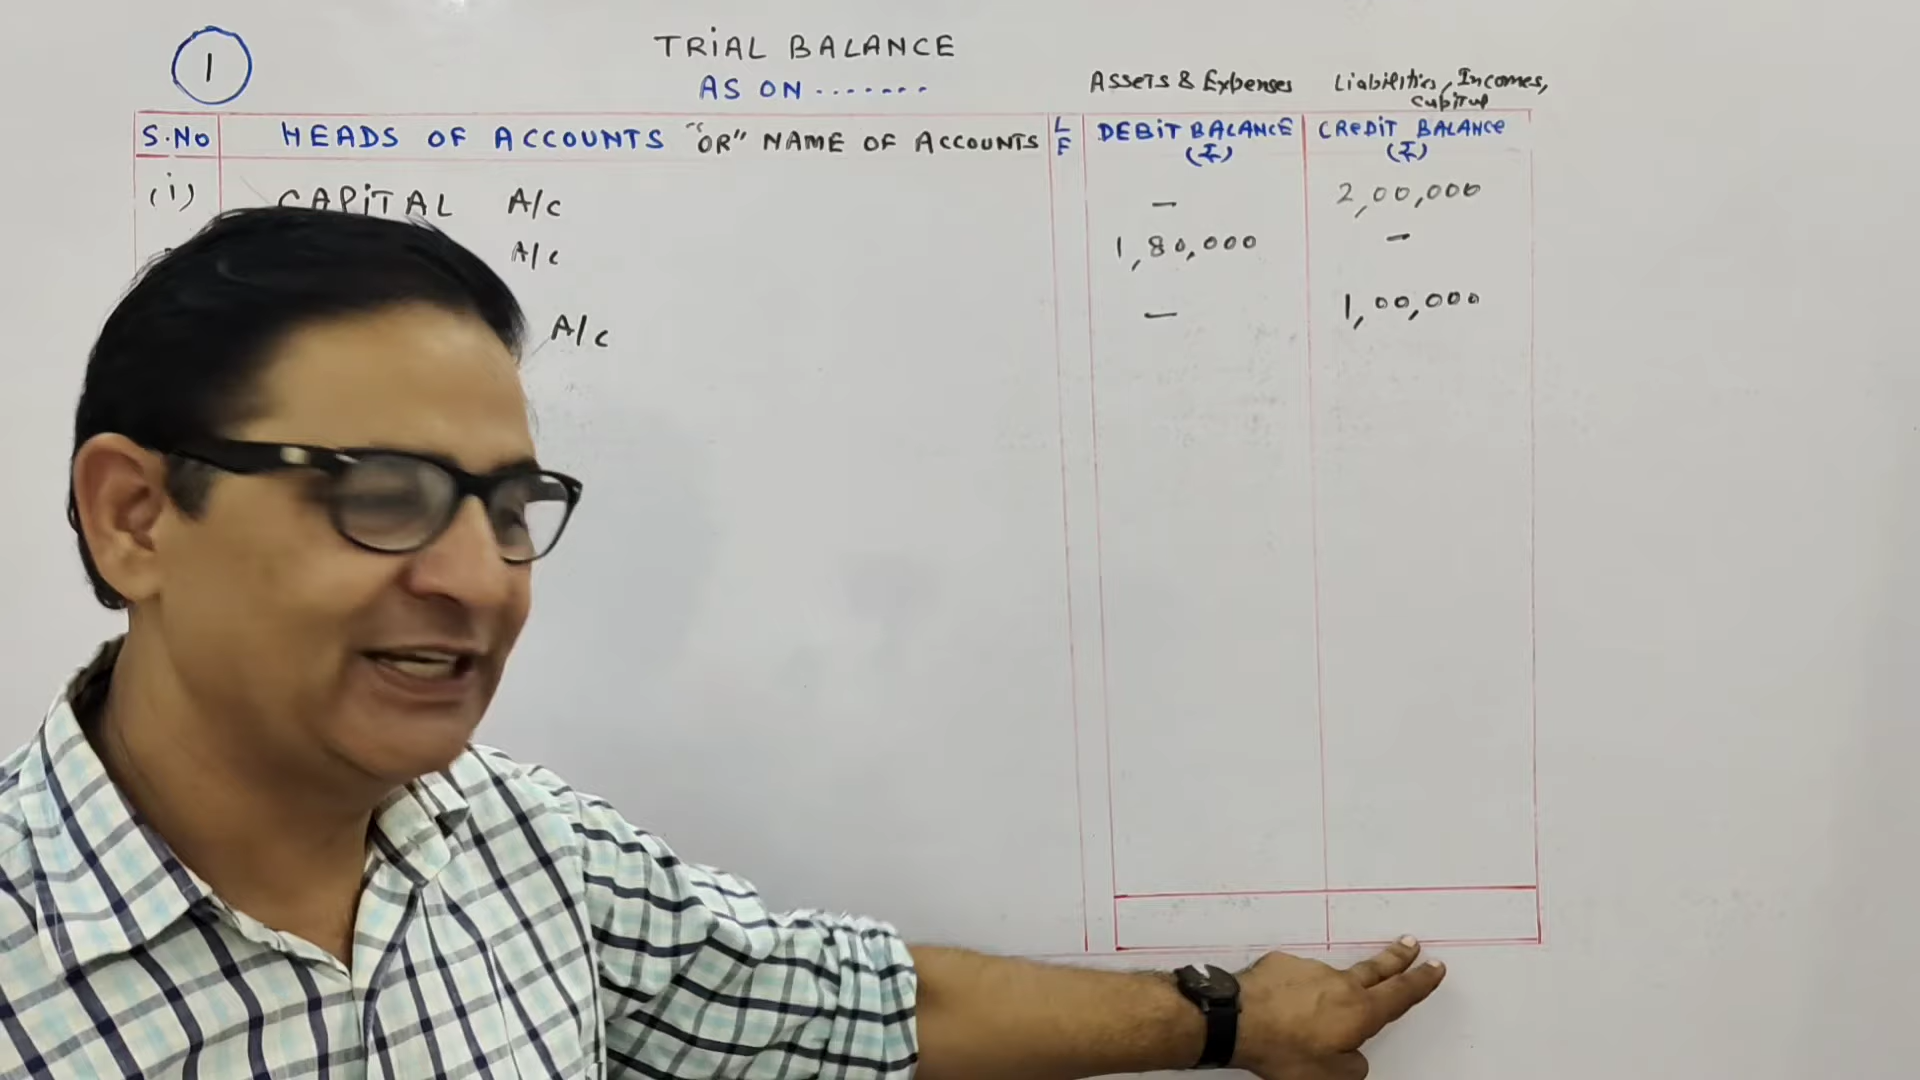 1
TRIAL BALANCE
AS ON .......
Assets & Expenses
Liabilities, Incomes,
Capital
S.No
HEADS OF ACCOUNTS "OR" NAME OF ACCOUNTS
L
F
DEBIT BALANCE
(₹)
CREDIT BALANCE
(₹)
(i) CAPITAL A/C - 2,00,000
A/c 1,80,000 -
A/c - 1,00,000